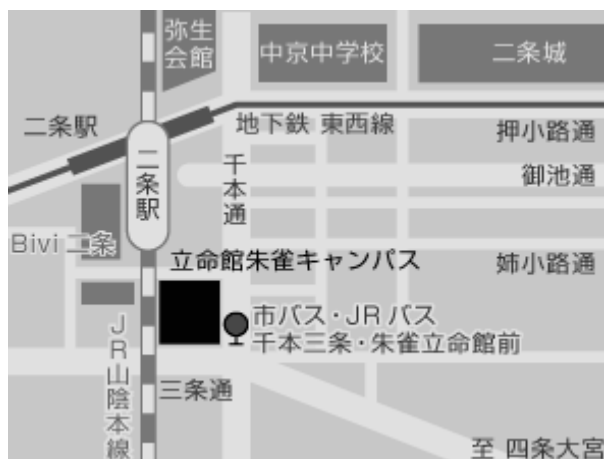 弥生
会館
中京中学校
二条城
二条駅
地下鉄 東西線
押小路通
二条駅
千本通
御池通
Bivi 二条
立命館朱雀キャンパス
姉小路通
市バス・JR バス
千本三条・朱雀立命館前
JR山陰本線
三条通
至 四条大宮